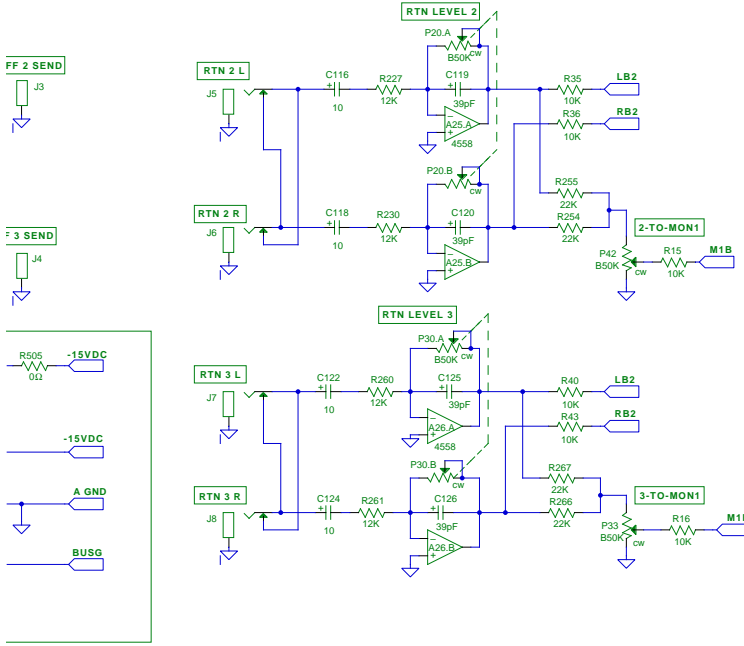 RTN LEVEL 2
P20.A
B50K
CW
FF 2 SEND
J3
RTN 2 L
J5
C116
+
10
R227
12K
C119
+
39pF
A25.A
4558
R35
10K
LB2
R36
10K
RB2
P20.B
CW
RTN 2 R
J6
C118
+
10
R230
12K
C120
+
39pF
A25.B
R255
22K
R254
22K
2-TO-MON1
P42
B50K
CW
R15
10K
M1B
F 3 SEND
J4
RTN LEVEL 3
P30.A
B50K
CW
R505
0Ω
-15VDC
RTN 3 L
J7
C122
+
10
R260
12K
C125
+
39pF
A26.A
4558
R40
10K
LB2
R43
10K
RB2
-15VDC
P30.B
CW
A GND
RTN 3 R
J8
C124
+
10
R261
12K
C126
+
39pF
A26.B
R267
22K
R266
22K
3-TO-MON1
P33
B50K
CW
R16
10K
BUSG